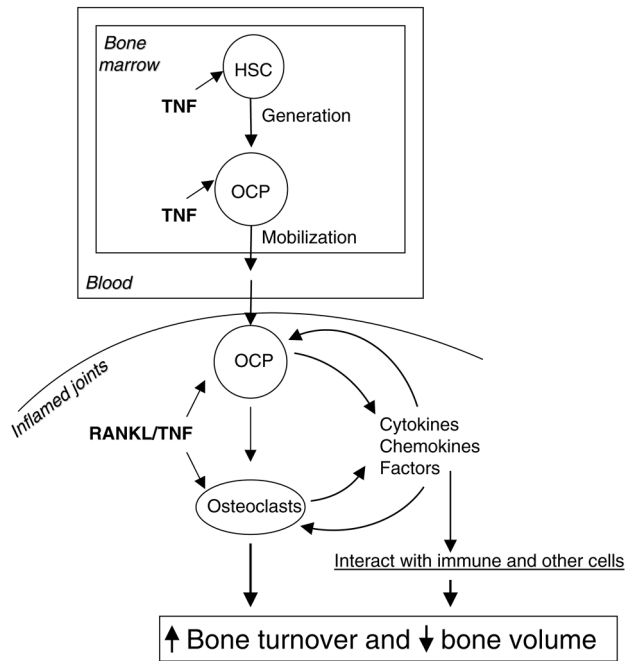 Bone
marrow
HSC
TNF
Generation
OCP
TNF
Mobilization
Blood
OCP
Inflamed joints
RANKL/TNF
Cytokines
Chemokines
Factors
Osteoclasts
Interact with immune and other cells
↑ Bone turnover and ↓ bone volume